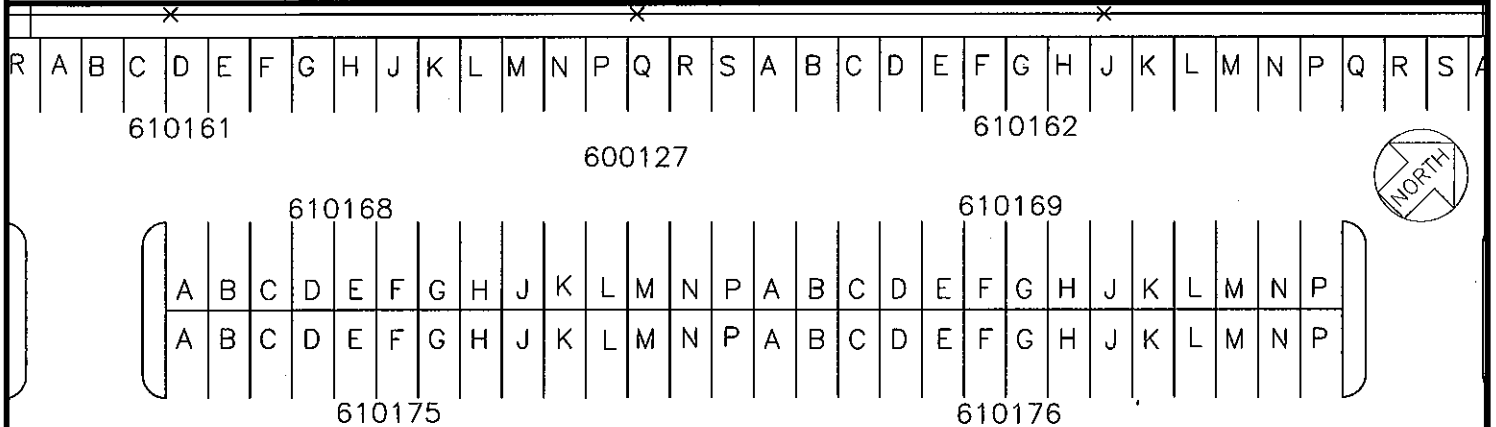 R A B C D E F G H J K L M N P Q R S A B C D E F G H J K L M N P Q R S A
610161 610162
600127
NORTH
610168 610169
A B C D E F G H J K L M N P A B C D E F G H J K L M N P
A B C D E F G H J K L M N P A B C D E F G H J K L M N P
610175 610176